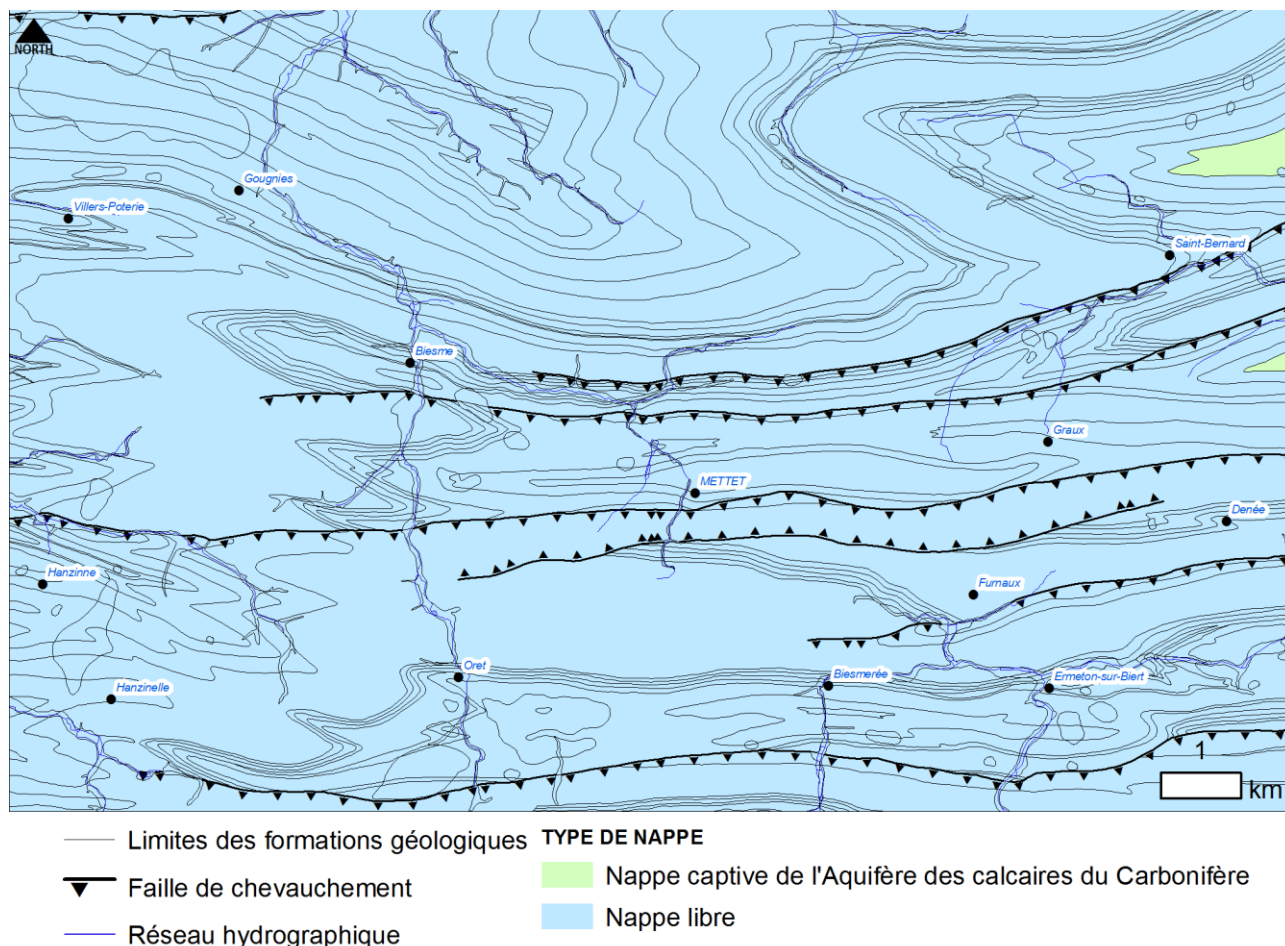 NORTH
Gougnies
Villers-Poterie
Saint-Bernard
Biesme
Graux
METTET
Denée
Hanzinne
Furnaux
Oret
Biesmerée
Ermeton-sur-Biert
Hanzinelle
1
km
Limites des formations géologiques
Faille de chevauchement
Réseau hydrographique
TYPE DE NAPPE
Nappe captive de l'Aquifère des calcaires du Carbonifère
Nappe libre